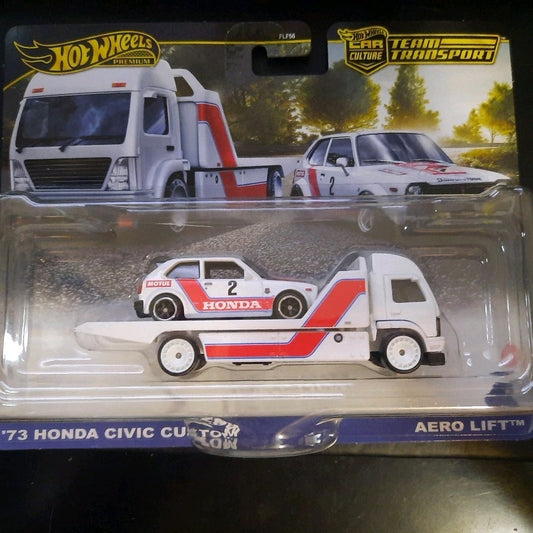 HOT WHEELS
PREMIUM
FLF56
HOT WHEELS
CAR
CULTURE
TEAM
TRANSPORT
2
MOTUL
2
HONDA
'73 HONDA CIVIC CUSTOM
AERO LIFT™